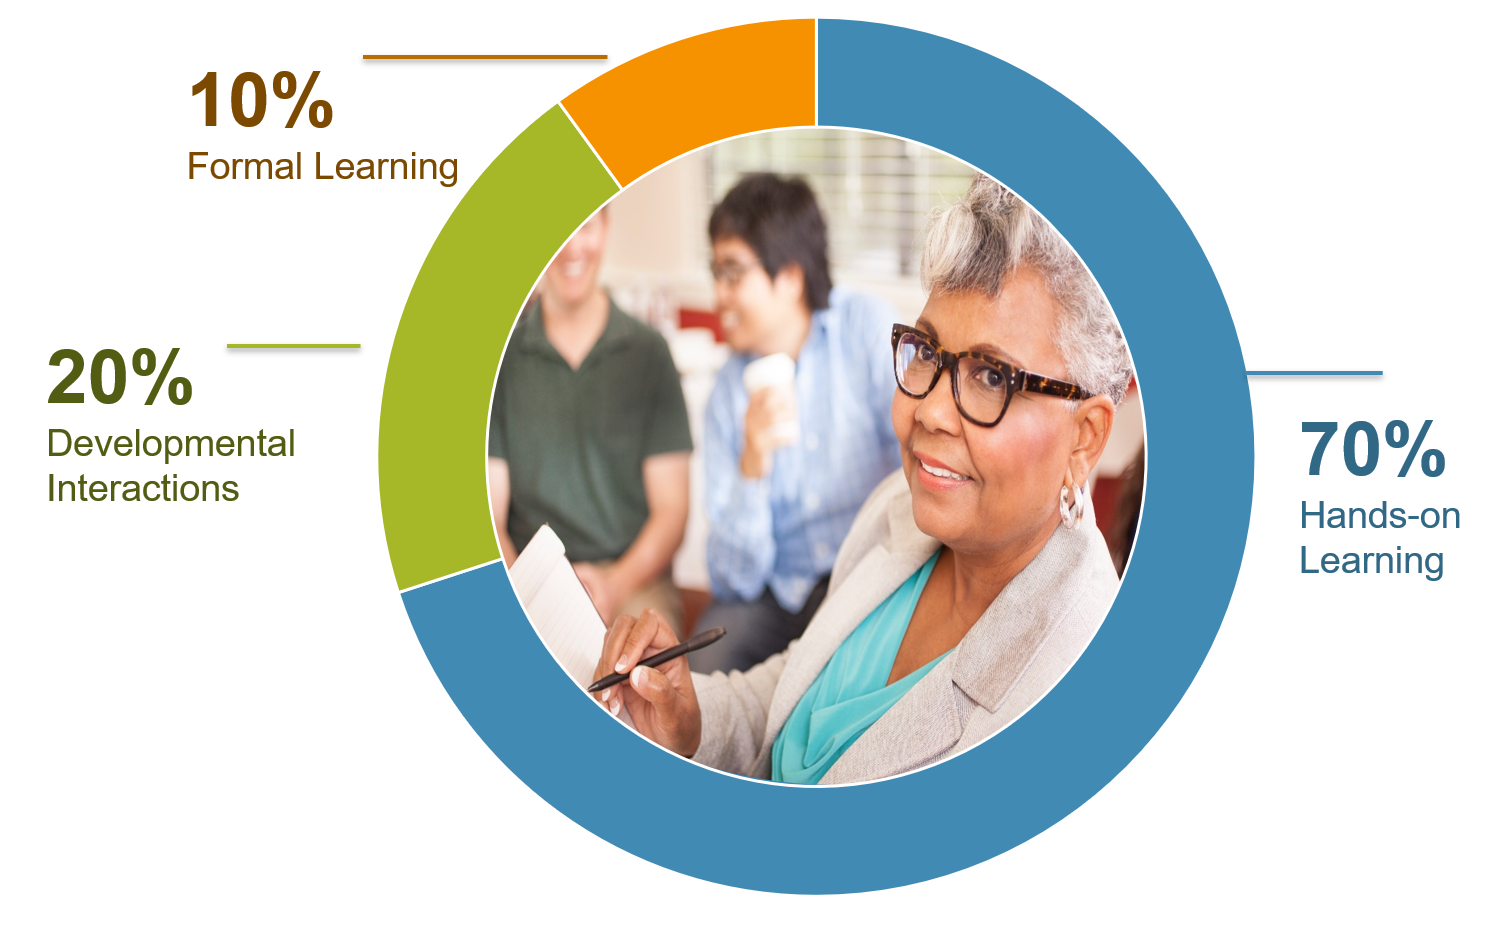 10%
Formal Learning
20%
Developmental
Interactions
70%
Hands-on
Learning